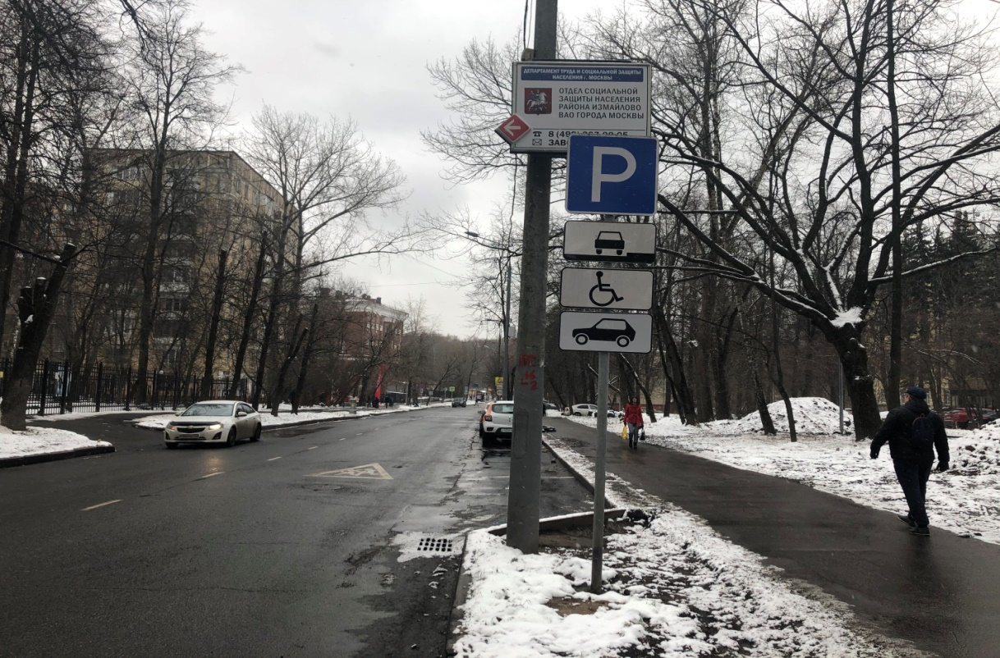 ДЕПАРТАМЕНТ ТРУДА И СОЦИАЛЬНОЙ ЗАЩИТЫ
НАСЕЛЕНИЯ г. МОСКВЫ
ОТДЕЛ СОЦИАЛЬНОЙ
ЗАЩИТЫ НАСЕЛЕНИЯ
РАЙОНА ИЗМАЙЛОВО
ВАО ГОРОДА МОСКВЫ
P